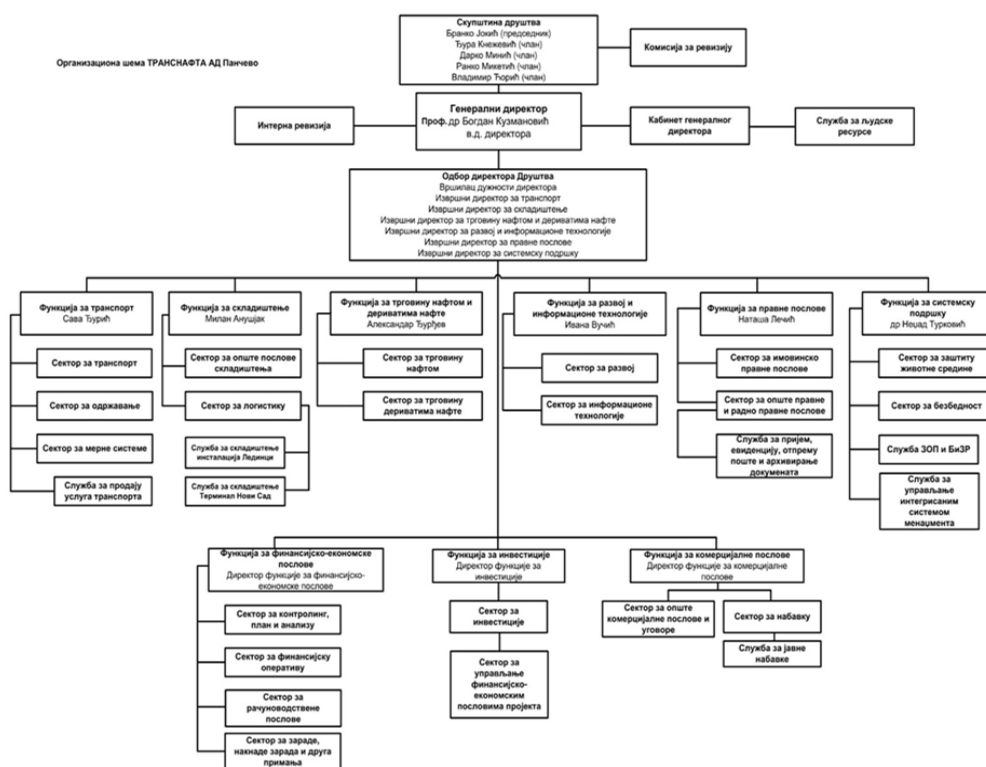 Скупштина друштва
Бранко Јокић (председник)
Ђура Кнежевић (члан)
Дарко Минић (члан)
Ранко Микетић (члан)
Владимир Ћорић (члан)
Комисија за ревизију
Организациона шема ТРАНСНАФТА АД Панчево
Генерални директор
Проф. др Богдан Кузмановић
в.д. директора
Интерна ревизија
Кабинет генералног
директора
Служба за људске
ресурсе
Одбор директора Друштва
Вршилац дужности директора
Извршни директор за транспорт
Извршни директор за складиштење
Извршни директор за трговину нафтом и дериватима нафте
Извршни директор за развој и информационе технологије
Извршни директор за правне послове
Извршни директор за системску подршку
Функција за транспорт
Сава Ђурић
Сектор за транспорт
Сектор за одржавање
Сектор за мерне системе
Служба за продају
услуга транспорта
Функција за складиштење
Милан Анушјак
Сектор за опште послове
складиштења
Сектор за логистику
Служба за складиштење
инсталација Лединци
Служба за складиштење
Терминал Нови Сад
Функција за трговину нафтом и
дериватима нафте
Александар Ђурђев
Сектор за трговину
нафтом
Сектор за трговину
дериватима нафте
Функција за развој и
информационе технологије
Ивана Вучић
Сектор за развој
Сектор за информационе
технологије
Функција за правне послове
Наташа Лечић
Сектор за имовинско
правне послове
Сектор за опште правне
и радно правне послове
Служба за пријем,
евиденцију, отпрему
поште и архивирање
докумената
Функција за системску
подршку
др Неџад Турковић
Сектор за заштиту
животне средине
Сектор за безбедност
Служба ЗОП и БиЗР
Служба за
управљање
интегрисаним
системом
менаџмента
Функција за финансијско-економске
послове
Директор функције за финансијско-
економске послове
Сектор за контролинг,
план и анализу
Сектор за финансијску
оперативу
Сектор за
рачуноводствене
послове
Сектор за зараде,
накнаде зарада и друга
примања
Функција за инвестиције
Директор функције за
инвестиције
Сектор за
инвестиције
Сектор за
управљање
финансијско-
економским
пословима пројекта
Функција за комерцијалне послове
Директор функције за комерцијалне
послове
Сектор за опште
комерцијалне послове и
уговоре
Сектор за набавку
Служба за јавне
набавке